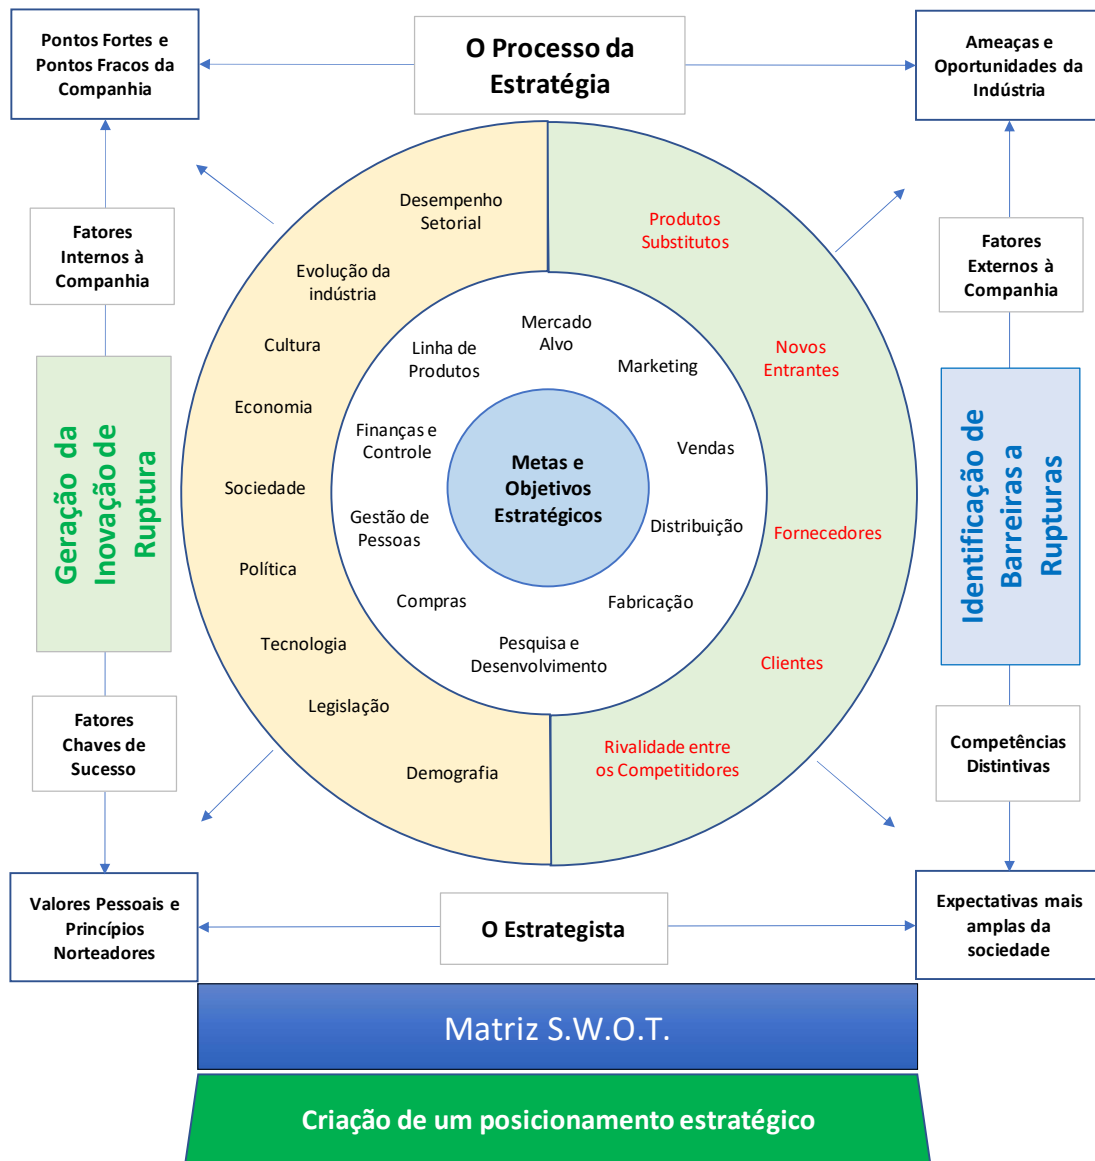 Pontos Fortes e
Pontos Fracos da
Companhia
O Processo da
Estratégia
Ameaças e
Oportunidades da
Indústria
Fatores
Internos à
Companhia
Fatores
Externos à
Companhia
Desempenho
Setorial
Evolução da
indústria
Cultura
Economia
Sociedade
Política
Tecnologia
Legislação
Demografia
Produtos
Substitutos
Novos
Entrantes
Fornecedores
Clientes
Rivalidade entre
os Competitidores
Mercado
Alvo
Marketing
Vendas
Distribuição
Fabricação
Pesquisa e
Desenvolvimento
Compras
Gestão de
Pessoas
Finanças e
Controle
Linha de
Produtos
Metas e
Objetivos
Estratégicos
Geração da
Inovação de
Ruptura
Identificação de
Barreiras a
Rupturas
Fatores
Chaves de
Sucesso
Competências
Distintivas
Valores Pessoais e
Princípios
Norteadores
O Estrategista
Expectativas mais
amplas da
sociedade
Matriz S.W.O.T.
Criação de um posicionamento estratégico